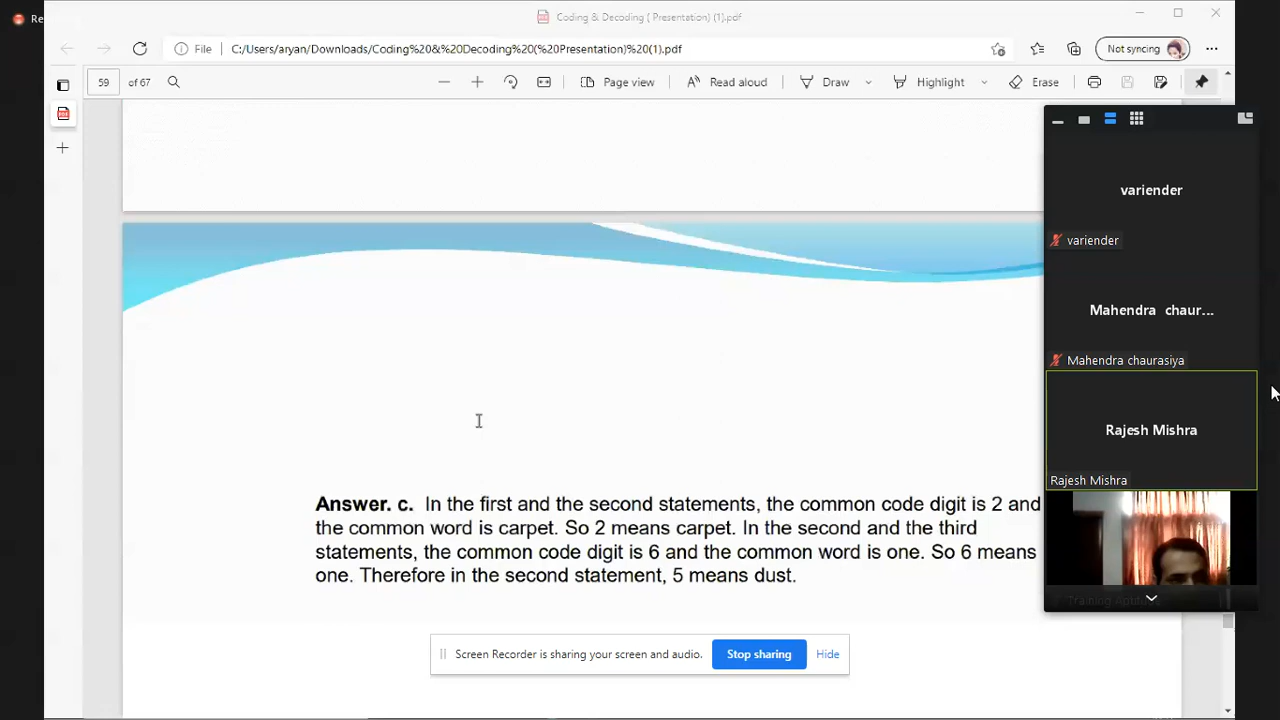 Re
Coding & Decoding ( Presentation) (1).pdf
File C:/Users/aryan/Downloads/Coding%20&%20Decoding%20(%20Presentation)%20(1).pdf Not syncing
59 of 67 Page view Read aloud Draw Highlight Erase
variender
variender
Mahendra chaur...
Mahendra chaurasiya
Rajesh Mishra
Rajesh Mishra
Answer. c. In the first and the second statements, the common code digit is 2 and
the common word is carpet. So 2 means carpet. In the second and the third
statements, the common code digit is 6 and the common word is one. So 6 means
one. Therefore in the second statement, 5 means dust.
Screen Recorder is sharing your screen and audio. Stop sharing Hide